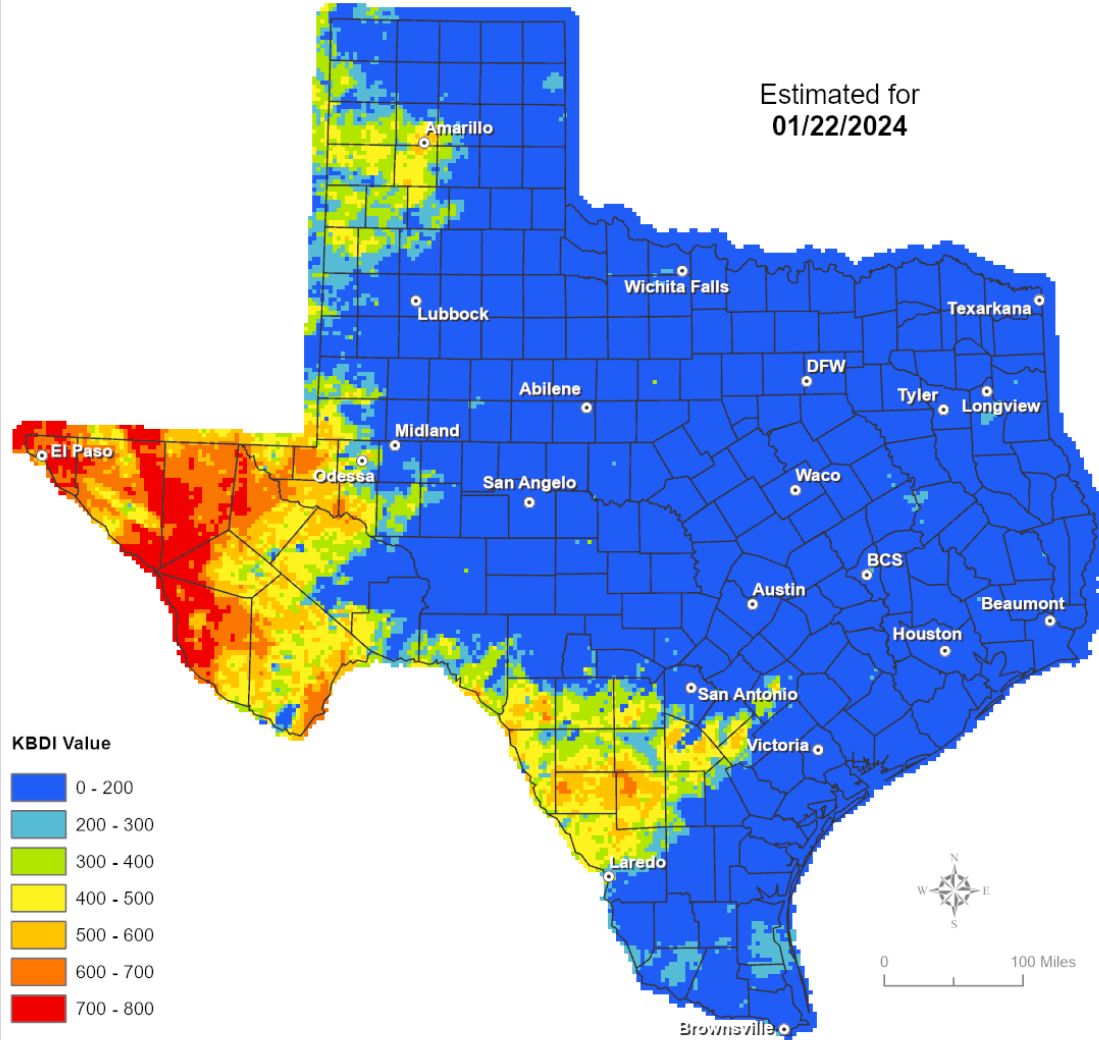 Estimated for
01/22/2024
Amarillo
Wichita Falls
Texarkana
Lubbock
DFW
Abilene
Tyler
Longview
Midland
El Paso
Odessa
San Angelo
Waco
BCS
Austin
Beaumont
Houston
San Antonio
Victoria
KBDI Value
0 - 200
200 - 300
300 - 400
400 - 500
500 - 600
600 - 700
700 - 800
Laredo
N
W E
S
0 100 Miles
Brownsville